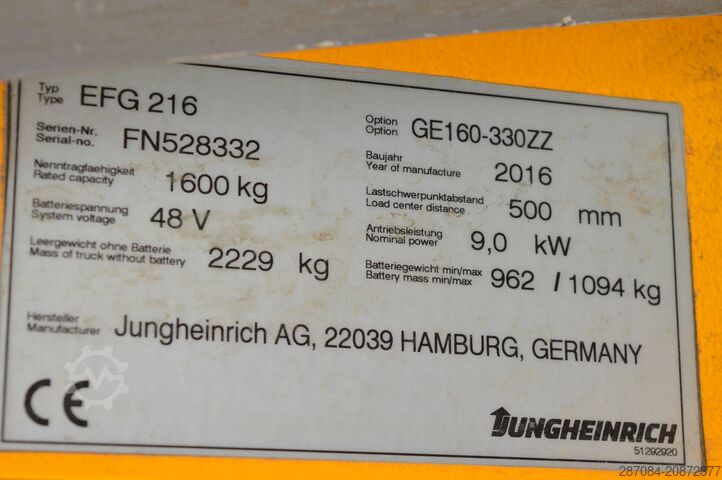 Typ
Type EFG 216
Option
Option GE160-330ZZ
Serien-Nr.
Serial-no. FN528332
Baujahr
Year of manufacture 2016
Nenntragfaehigkeit
Rated capacity 1600 kg
Lastschwerpunktabstand
Load center distance 500 mm
Batteriespannung
System voltage 48 V
Antriebsleistung
Nominal power 9,0 kW
Leergewicht ohne Batterie
Mass of truck without battery 2229 kg
Batteriegewicht min/max
Battery mass min/max 962 / 1094 kg
Hersteller
Manufacturer Jungheinrich AG, 22039 HAMBURG, GERMANY
CE
JUNGHEINRICH
51292920
287084-20872377